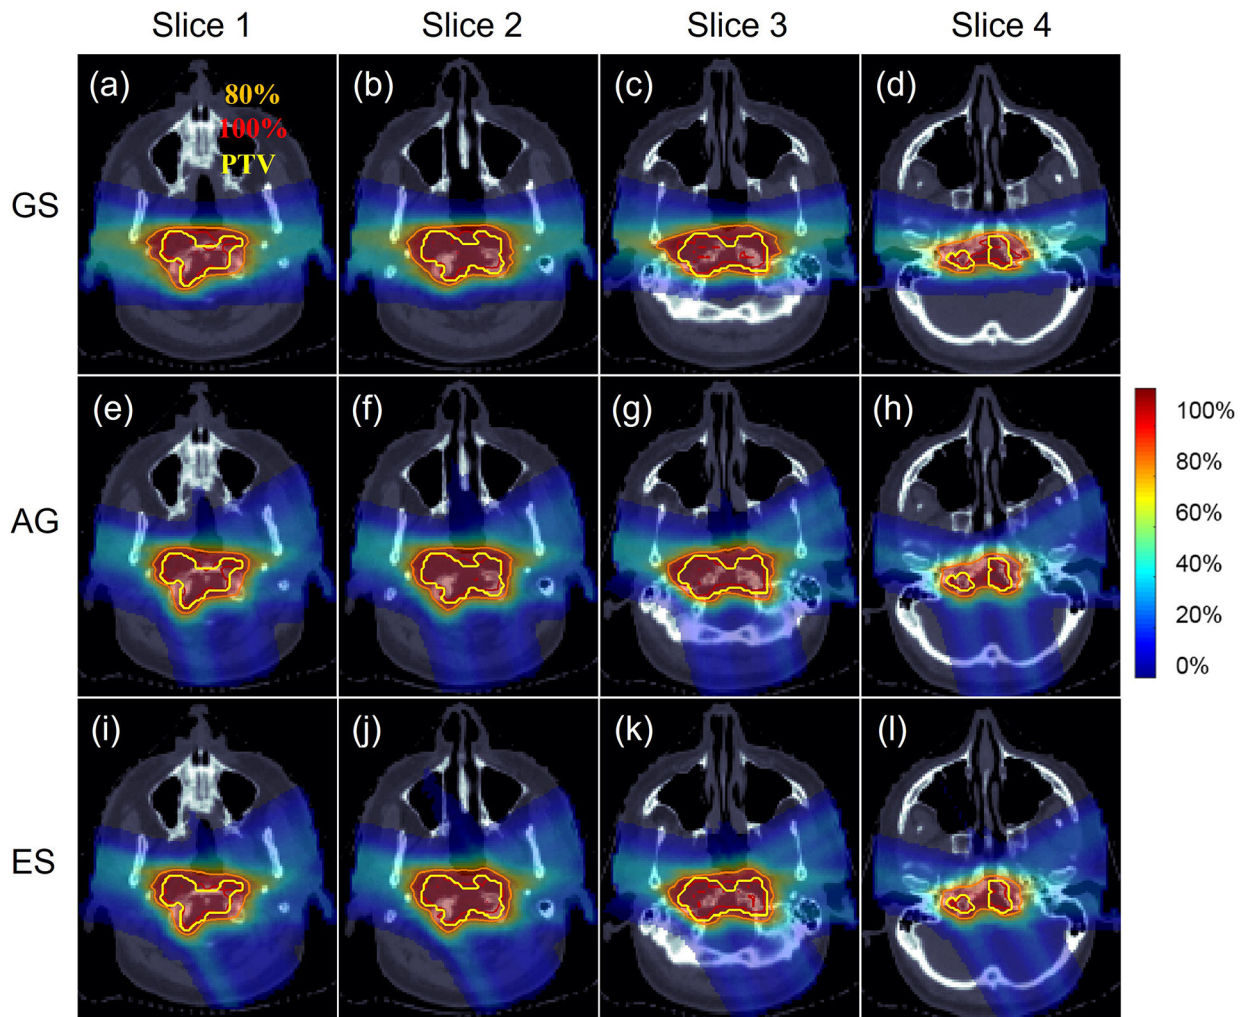 Slice 1 Slice 2 Slice 3 Slice 4
(a) (b) (c) (d)
80%
100%
PTV
GS
(e) (f) (g) (h)
100%
80%
60%
40%
20%
0%
AG
(i) (j) (k) (l)
ES